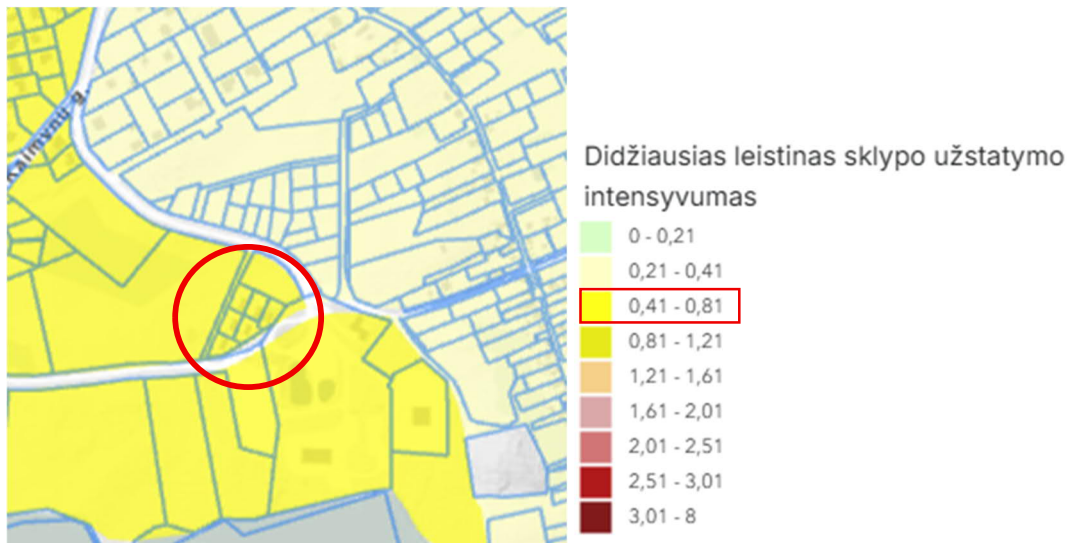 Kaimynų g.
Didžiausias leistinas sklypo užstatymo
intensyvumas
0 - 0,21
0,21 - 0,41
0,41 - 0,81
0,81 - 1,21
1,21 - 1,61
1,61 - 2,01
2,01 - 2,51
2,51 - 3,01
3,01 - 8